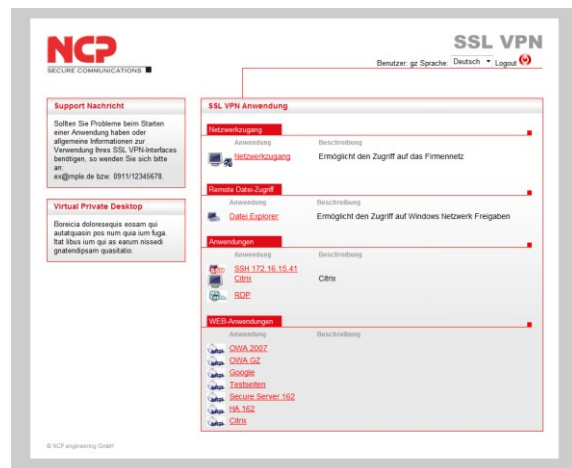 NCP
SECURE COMMUNICATIONS
SSL VPN
Benutzer: gz Sprache: Deutsch Logout
Support Nachricht
Sollten Sie Probleme beim Starten
einer Anwendung haben oder
allgemeine Informationen zur
Verwendung Ihres SSL VPN-Interfaces
benötigen, so wenden Sie sich bitte
an:
ex@mple.de bzw. 0911/12345678.
Virtual Private Desktop
Boreicia doloresequis eosam qui
autatquasin pos num quia ium fuga.
Itat libus ium qui as earum nissedi
gnatendipsam quasitatio.
SSL VPN Anwendung
Netzwerkzugang
Anwendung Beschreibung
Netzwerkzugang Ermöglicht den Zugriff auf das Firmennetz
Remote Datei-Zugriff
Anwendung Beschreibung
Datei Explorer Ermöglicht den Zugriff auf Windows Netzwerk Freigaben
Anwendungen
Anwendung Beschreibung
SSH 172.16.15.41
Citrix Citrix
RDP
WEB-Anwendungen
Anwendung Beschreibung
OWA 2007
OWA GZ
Google
Testseiten
Secure Server 162
HA 162
Citrix
© NCP engineering GmbH